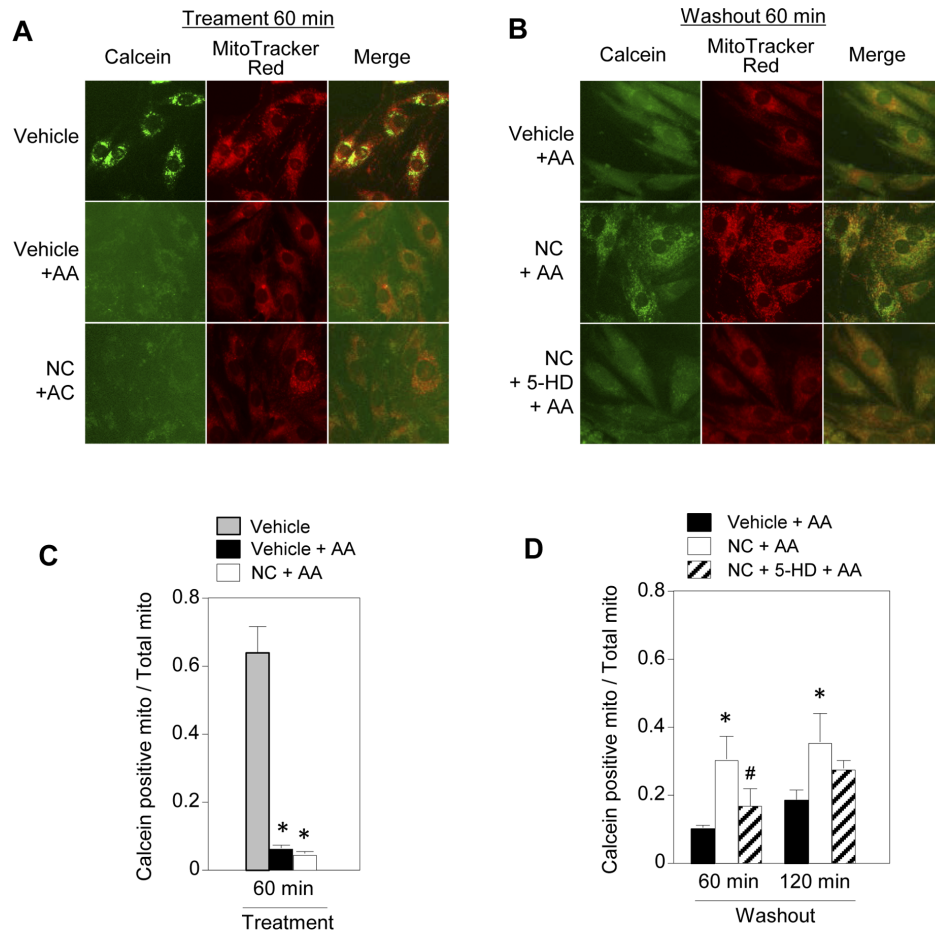 A
Treament 60 min
Calcein
MitoTracker
Red
Merge
Vehicle
Vehicle
+AA
NC
+AC
B
Washout 60 min
Calcein
MitoTracker
Red
Merge
Vehicle
+AA
NC
+ AA
NC
+ 5-HD
+ AA
C
Vehicle
Vehicle + AA
NC + AA
Calcein positive mito / Total mito
0.8
0.6
0.4
0.2
0
*
*
60 min
Treatment
D
Vehicle + AA
NC + AA
NC + 5-HD + AA
Calcein positive mito / Total mito
0.8
0.6
0.4
0.2
0
*
#
*
60 min
120 min
Washout